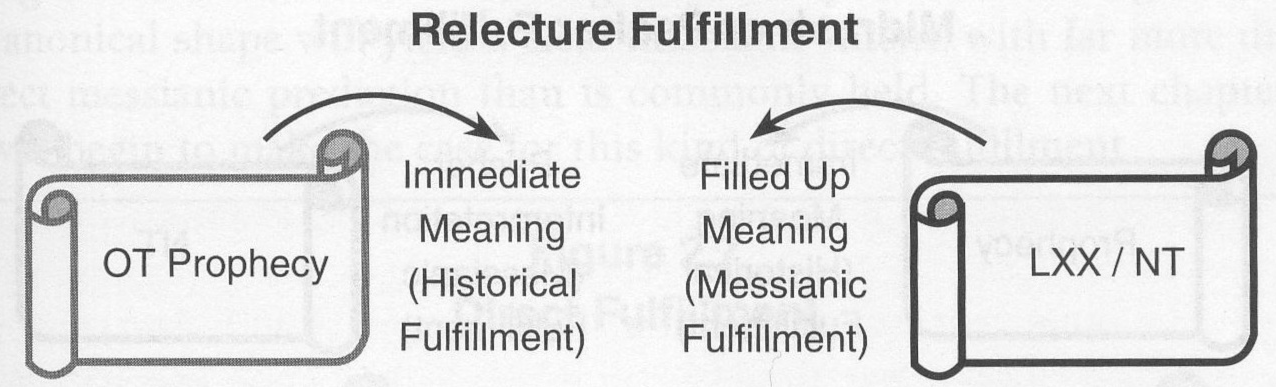 Relecture Fulfillment
OT Prophecy
Immediate
Meaning
(Historical
Fulfillment)
Filled Up
Meaning
(Messianic
Fulfillment)
LXX / NT